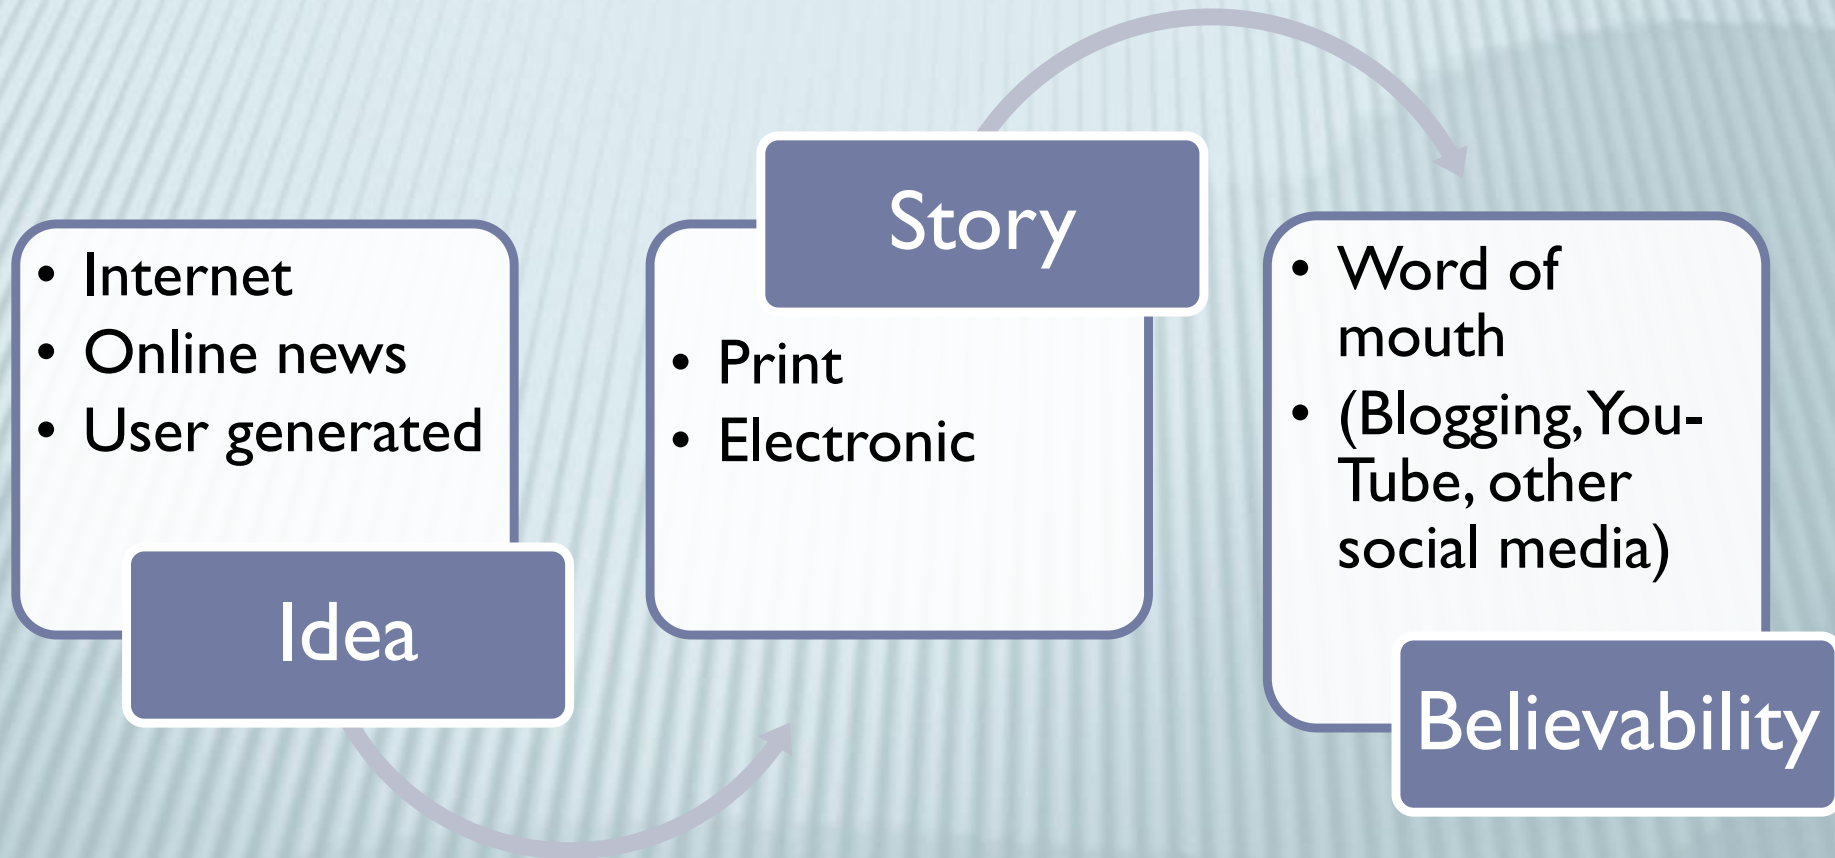 • Internet
• Online news
• User generated
Idea
Story
• Print
• Electronic
• Word of
mouth
• (Blogging, You-
Tube, other
social media)
Believability